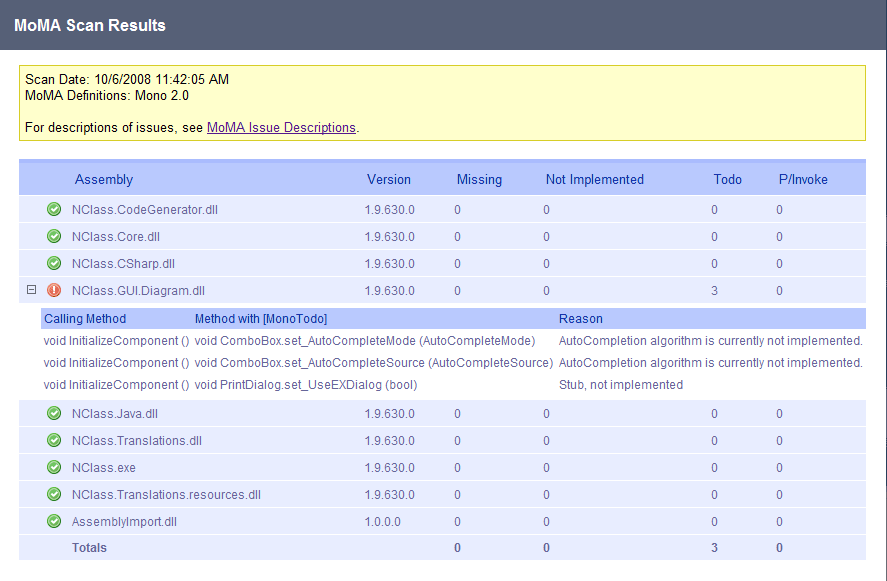 MoMA Scan Results
Scan Date: 10/6/2008 11:42:05 AM
MoMA Definitions: Mono 2.0
For descriptions of issues, see MoMA Issue Descriptions.
Assembly Version Missing Not Implemented Todo P/Invoke
NClass.CodeGenerator.dll 1.9.630.0 0 0 0 0
NClass.Core.dll 1.9.630.0 0 0 0 0
NClass.CSharp.dll 1.9.630.0 0 0 0 0
NClass.GUI.Diagram.dll 1.9.630.0 0 0 3 0
Calling Method Method with [MonoTodo] Reason
void InitializeComponent () void ComboBox.set_AutoCompleteMode (AutoCompleteMode) AutoCompletion algorithm is currently not implemented.
void InitializeComponent () void ComboBox.set_AutoCompleteSource (AutoCompleteSource) AutoCompletion algorithm is currently not implemented.
void InitializeComponent () void PrintDialog.set_UseEXDialog (bool) Stub, not implemented
NClass.Java.dll 1.9.630.0 0 0 0 0
NClass.Translations.dll 1.9.630.0 0 0 0 0
NClass.exe 1.9.630.0 0 0 0 0
NClass.Translations.resources.dll 1.9.630.0 0 0 0 0
AssemblyImport.dll 1.0.0.0 0 0 0 0
Totals 0 0 3 0